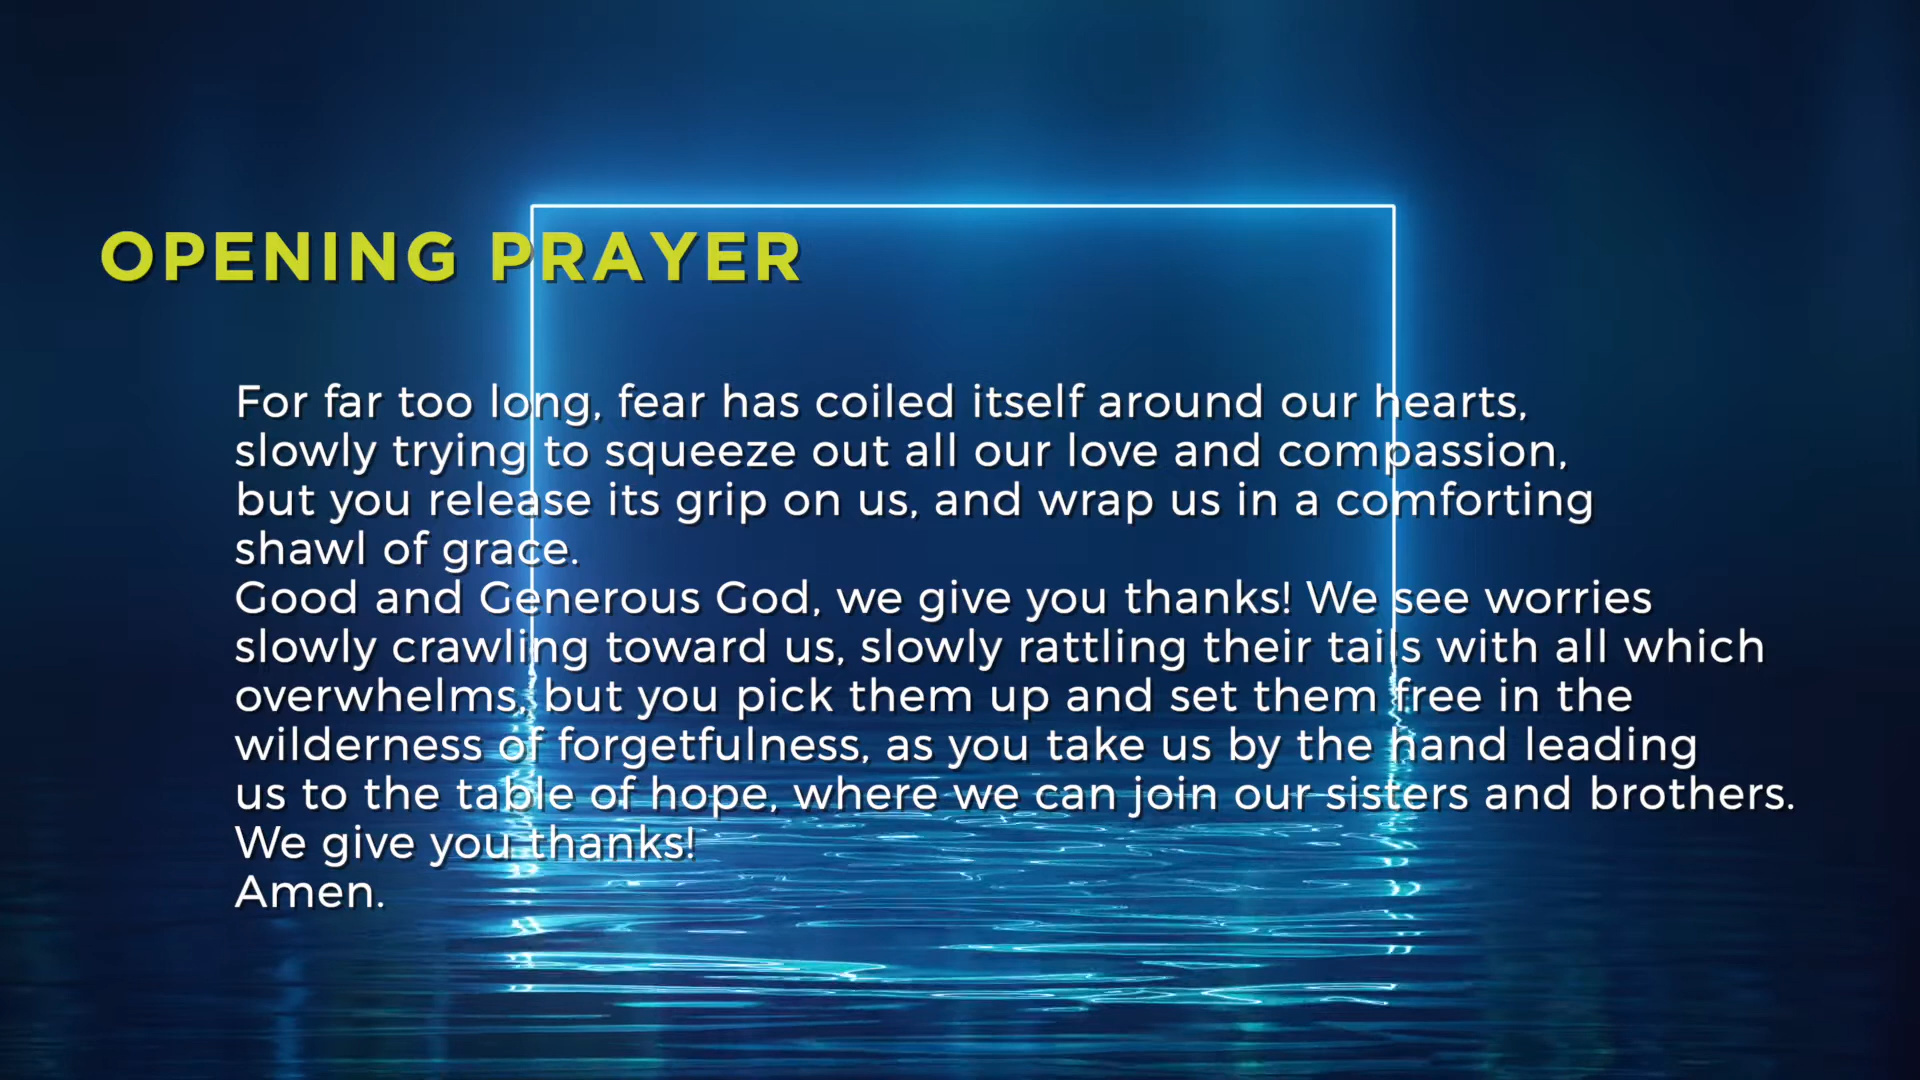 OPENING PRAYER
For far too long, fear has coiled itself around our hearts,
slowly trying to squeeze out all our love and compassion,
but you release its grip on us, and wrap us in a comforting
shawl of grace.
Good and Generous God, we give you thanks! We see worries
slowly crawling toward us, slowly rattling their tails with all which
overwhelms, but you pick them up and set them free in the
wilderness of forgetfulness, as you take us by the hand leading
us to the table of hope, where we can join our sisters and brothers.
We give you thanks!
Amen.